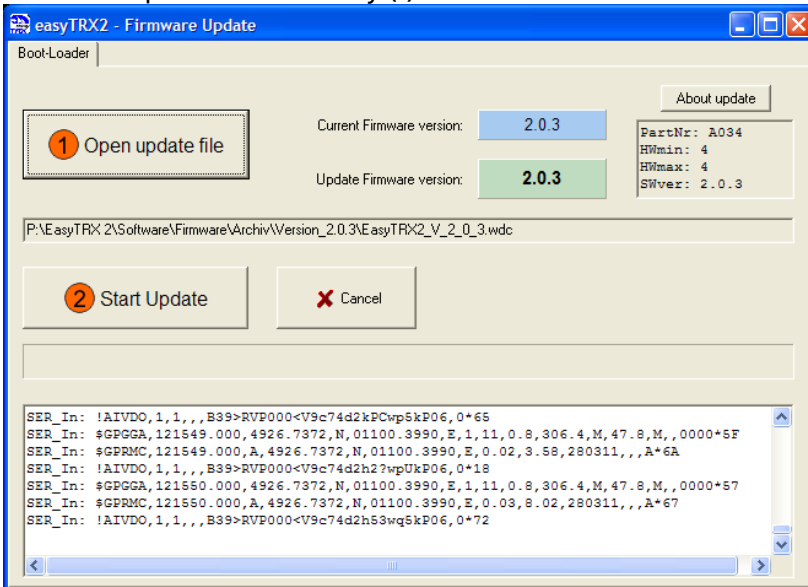 easyTRX2 - Firmware Update
Boot-Loader
About update
1 Open update file
Current Firmware version: 2.0.3
Update Firmware version: 2.0.3
PartNr: A034
HWmin: 4
HWmax: 4
SWver: 2.0.3
P:\EasyTRX 2\Software\Firmware\Archiv\Version_2.0.3\EasyTRX2_V_2_0_3.wdc
2 Start Update
Cancel
SER_In: !AIVDO,1,1,,,B39>RVP000<V9c74d2kPCwp5kP06,0*65
SER_In: $GPGGA,121549.000,4926.7372,N,01100.3990,E,1,11,0.8,306.4,M,47.8,M,,0000*5F
SER_In: $GPRMC,121549.000,A,4926.7372,N,01100.3990,E,0.02,3.58,280311,,,A*6A
SER_In: !AIVDO,1,1,,,B39>RVP000<V9c74d2h2?wpUkP06,0*18
SER_In: $GPGGA,121550.000,4926.7372,N,01100.3990,E,1,11,0.8,306.4,M,47.8,M,,0000*57
SER_In: $GPRMC,121550.000,A,4926.7372,N,01100.3990,E,0.03,8.02,280311,,,A*67
SER_In: !AIVDO,1,1,,,B39>RVP000<V9c74d2h53wq5kP06,0*72